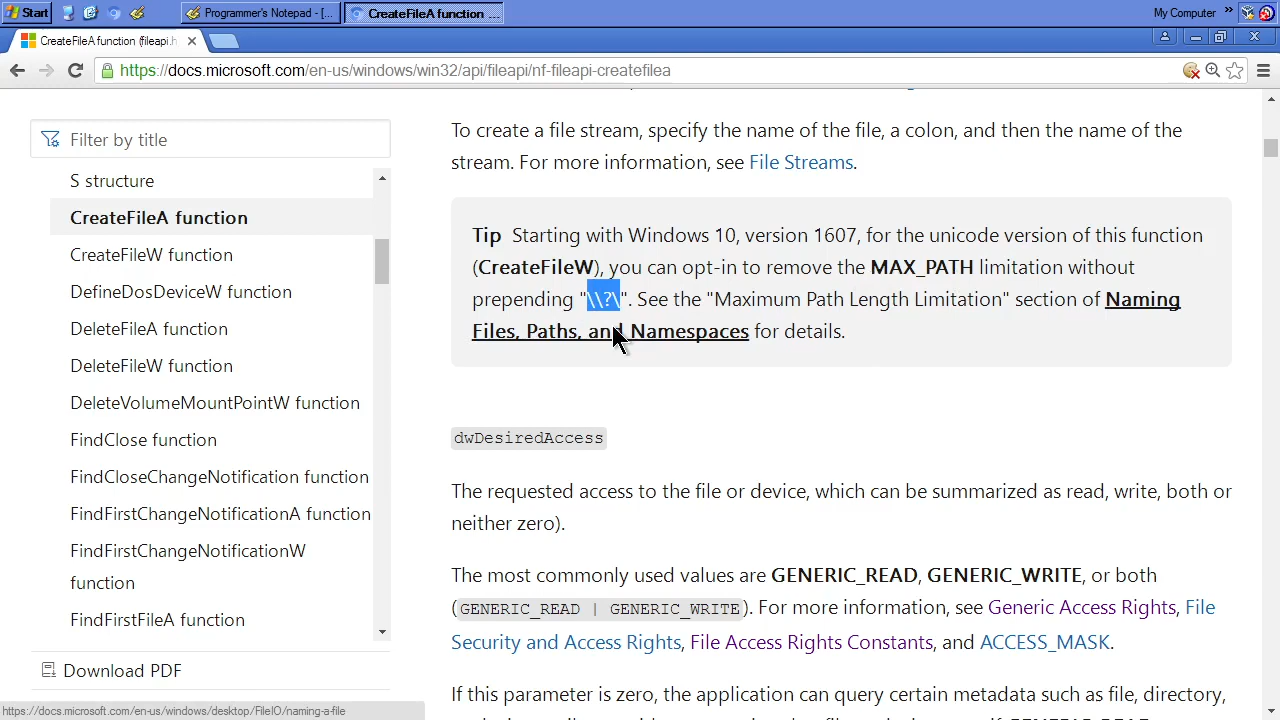 Start
Programmer's Notepad - [...
CreateFileA function ...
My Computer »
CreateFileA function (fileapi.h
https://docs.microsoft.com/en-us/windows/win32/api/fileapi/nf-fileapi-createfilea
Filter by title
S structure
CreateFileA function
CreateFileW function
DefineDosDeviceW function
DeleteFileA function
DeleteFileW function
DeleteVolumeMountPointW function
FindClose function
FindCloseChangeNotification function
FindFirstChangeNotificationA function
FindFirstChangeNotificationW
function
FindFirstFileA function
Download PDF
To create a file stream, specify the name of the file, a colon, and then the name of the
stream. For more information, see File Streams.
Tip Starting with Windows 10, version 1607, for the unicode version of this function
(CreateFileW), you can opt-in to remove the MAX_PATH limitation without
prepending "\\?\". See the "Maximum Path Length Limitation" section of Naming
Files, Paths, and Namespaces for details.
dwDesiredAccess
The requested access to the file or device, which can be summarized as read, write, both or
neither zero).
The most commonly used values are GENERIC_READ, GENERIC_WRITE, or both
(GENERIC_READ | GENERIC_WRITE). For more information, see Generic Access Rights, File
Security and Access Rights, File Access Rights Constants, and ACCESS_MASK.
If this parameter is zero, the application can query certain metadata such as file, directory,
https://docs.microsoft.com/en-us/windows/desktop/FileIO/naming-a-file